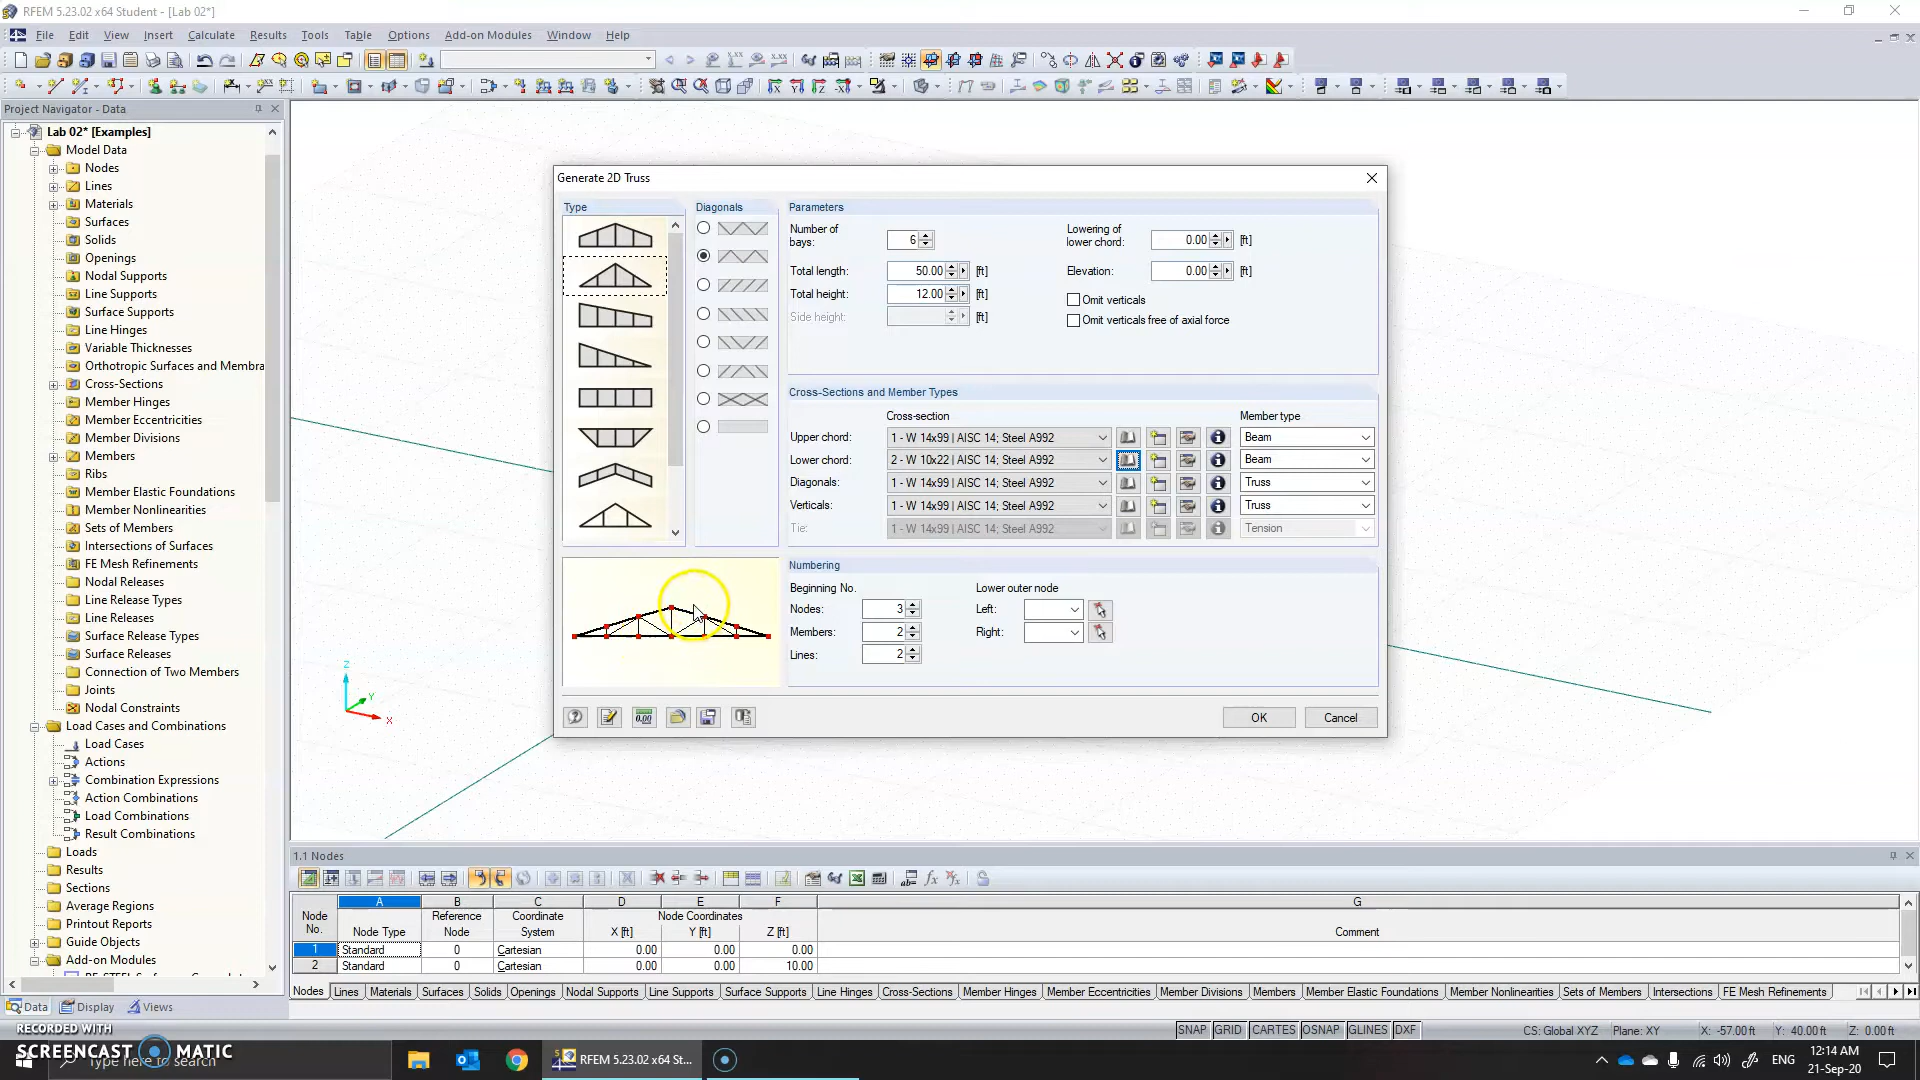 RFEM 5.23.02 x64 Student - [Lab 02*]
File Edit View Insert Calculate Results Tools Table Options Add-on Modules Window Help
Project Navigator - Data
Lab 02* [Examples]
Model Data
Nodes
Lines
Materials
Surfaces
Solids
Openings
Nodal Supports
Line Supports
Surface Supports
Line Hinges
Variable Thicknesses
Orthotropic Surfaces and Membra
Cross-Sections
Member Hinges
Member Eccentricities
Member Divisions
Members
Ribs
Member Elastic Foundations
Member Nonlinearities
Sets of Members
Intersections of Surfaces
FE Mesh Refinements
Nodal Releases
Line Release Types
Line Releases
Surface Release Types
Surface Releases
Connection of Two Members
Joints
Nodal Constraints
Load Cases and Combinations
Load Cases
Actions
Combination Expressions
Action Combinations
Load Combinations
Result Combinations
Loads
Results
Sections
Average Regions
Printout Reports
Guide Objects
Add-on Modules
Data Display Views
Generate 2D Truss
Type
Diagonals
Parameters
Number of
bays:
6
Lowering of
lower chord:
0.00 [ft]
Total length: 50.00 [ft]
Elevation: 0.00 [ft]
Total height: 12.00 [ft]
Omit verticals
Side height: [ft]
Omit verticals free of axial force
Cross-Sections and Member Types
Cross-section Member type
Upper chord: 1 - W 14x99 | AISC 14; Steel A992 Beam
Lower chord: 2 - W 10x22 | AISC 14; Steel A992 Beam
Diagonals: 1 - W 14x99 | AISC 14; Steel A992 Truss
Verticals: 1 - W 14x99 | AISC 14; Steel A992 Truss
Tie: 1 - W 14x99 | AISC 14; Steel A992 Tension
Numbering
Beginning No. Lower outer node
Nodes: 3 Left:
Members: 2 Right:
Lines: 2
OK Cancel
Z
Y
X
1.1 Nodes
A B C D E F G
Node Reference Coordinate Node Coordinates
No. Node Type Node System X [ft] Y [ft] Z [ft] Comment
1 Standard 0 Cartesian 0.00 0.00 0.00
2 Standard 0 Cartesian 0.00 0.00 10.00
Nodes Lines Materials Surfaces Solids Openings Nodal Supports Line Supports Surface Supports Line Hinges Cross-Sections Member Hinges Member Eccentricities Member Divisions Members Member Elastic Foundations Member Nonlinearities Sets of Members Intersections FE Mesh Refinements
SNAP GRID CARTES OSNAP GLINES DXF CS: Global XYZ Plane: XY X: -57.00 ft Y: 40.00 ft Z: 0.00 ft
RECORDED WITH
SCREENCAST MATIC
Type here to search
RFEM 5.23.02 x64 St...
ENG
12:14 AM
21-Sep-20